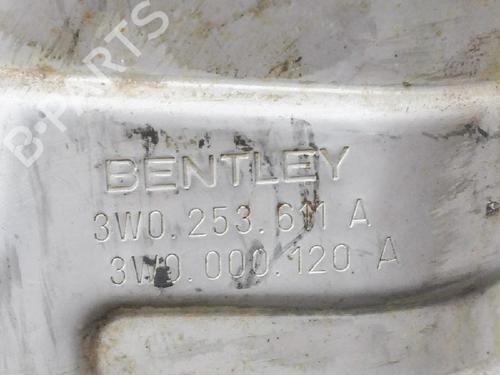 B-PARTS
BENTLEY
3W0.253.611 A
3W0.000.120 A